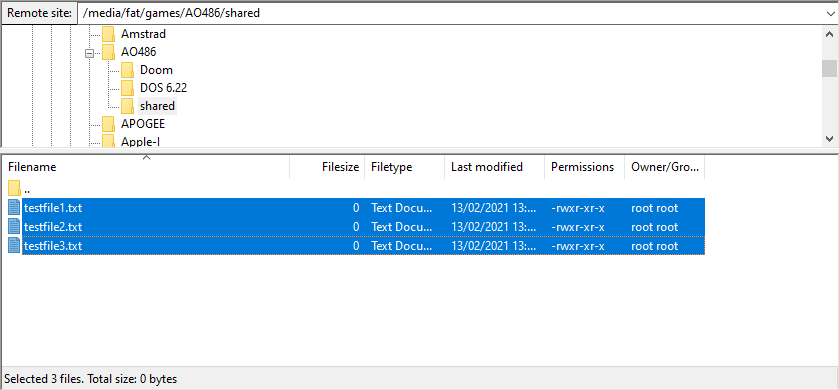 Remote site: /media/fat/games/AO486/shared
Amstrad
AO486
Doom
DOS 6.22
shared
APOGEE
Apple-I
Filename Filesize Filetype Last modified Permissions Owner/Gro...
..
testfile1.txt 0 Text Docu... 13/02/2021 13:... -rwxr-xr-x root root
testfile2.txt 0 Text Docu... 13/02/2021 13:... -rwxr-xr-x root root
testfile3.txt 0 Text Docu... 13/02/2021 13:... -rwxr-xr-x root root
Selected 3 files. Total size: 0 bytes